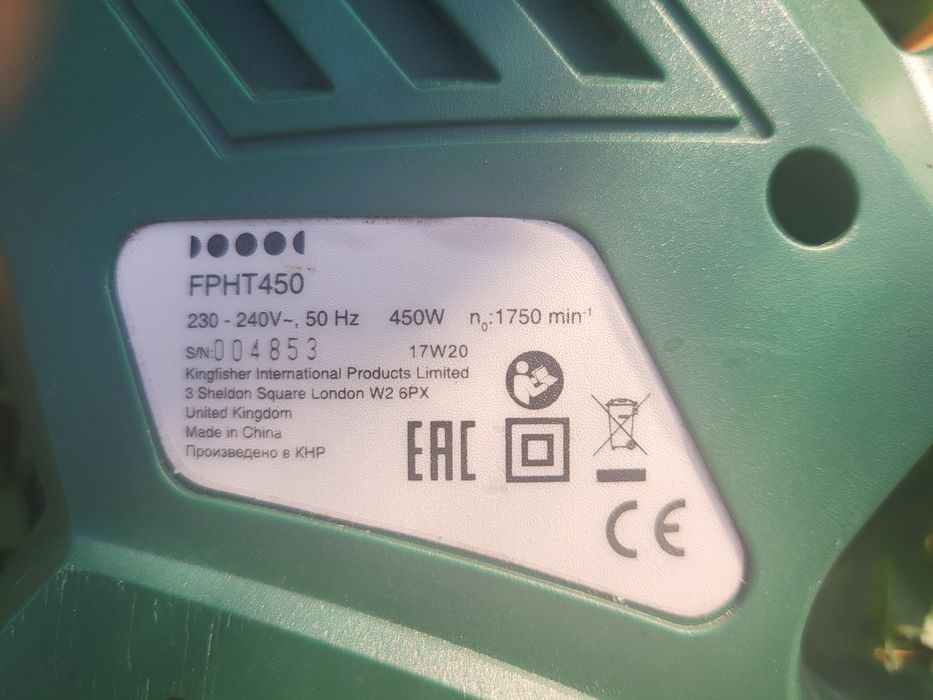 FPHT450
230 - 240V~, 50 Hz 450W n₀:1750 min⁻¹
S/N:004853 17W20
Kingfisher International Products Limited
3 Sheldon Square London W2 6PX
United Kingdom
Made in China
Произведено в КНР
EAC
CE